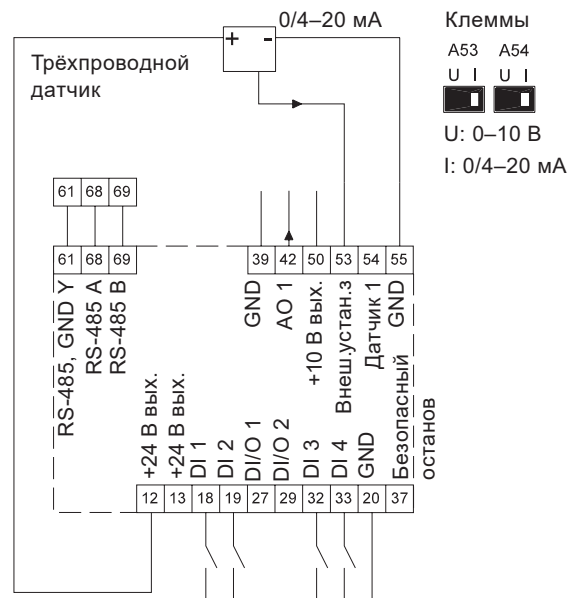 0/4–20 мА
Клеммы
+ -
A53 A54
Трёхпроводной
датчик
U I U I
U: 0–10 В
I: 0/4–20 мА
61 68 69
61 68 69
39 42 50 53 54 55
RS-485, GND Y
RS-485 A
RS-485 B
GND
AO 1
+10 В вых.
Внеш.устан.з
Датчик 1
GND
+24 В вых.
+24 В вых.
DI 1
DI 2
DI/O 1
DI/O 2
DI 3
DI 4
GND
Безопасный
останов
12 13 18 19 27 29 32 33 20 37